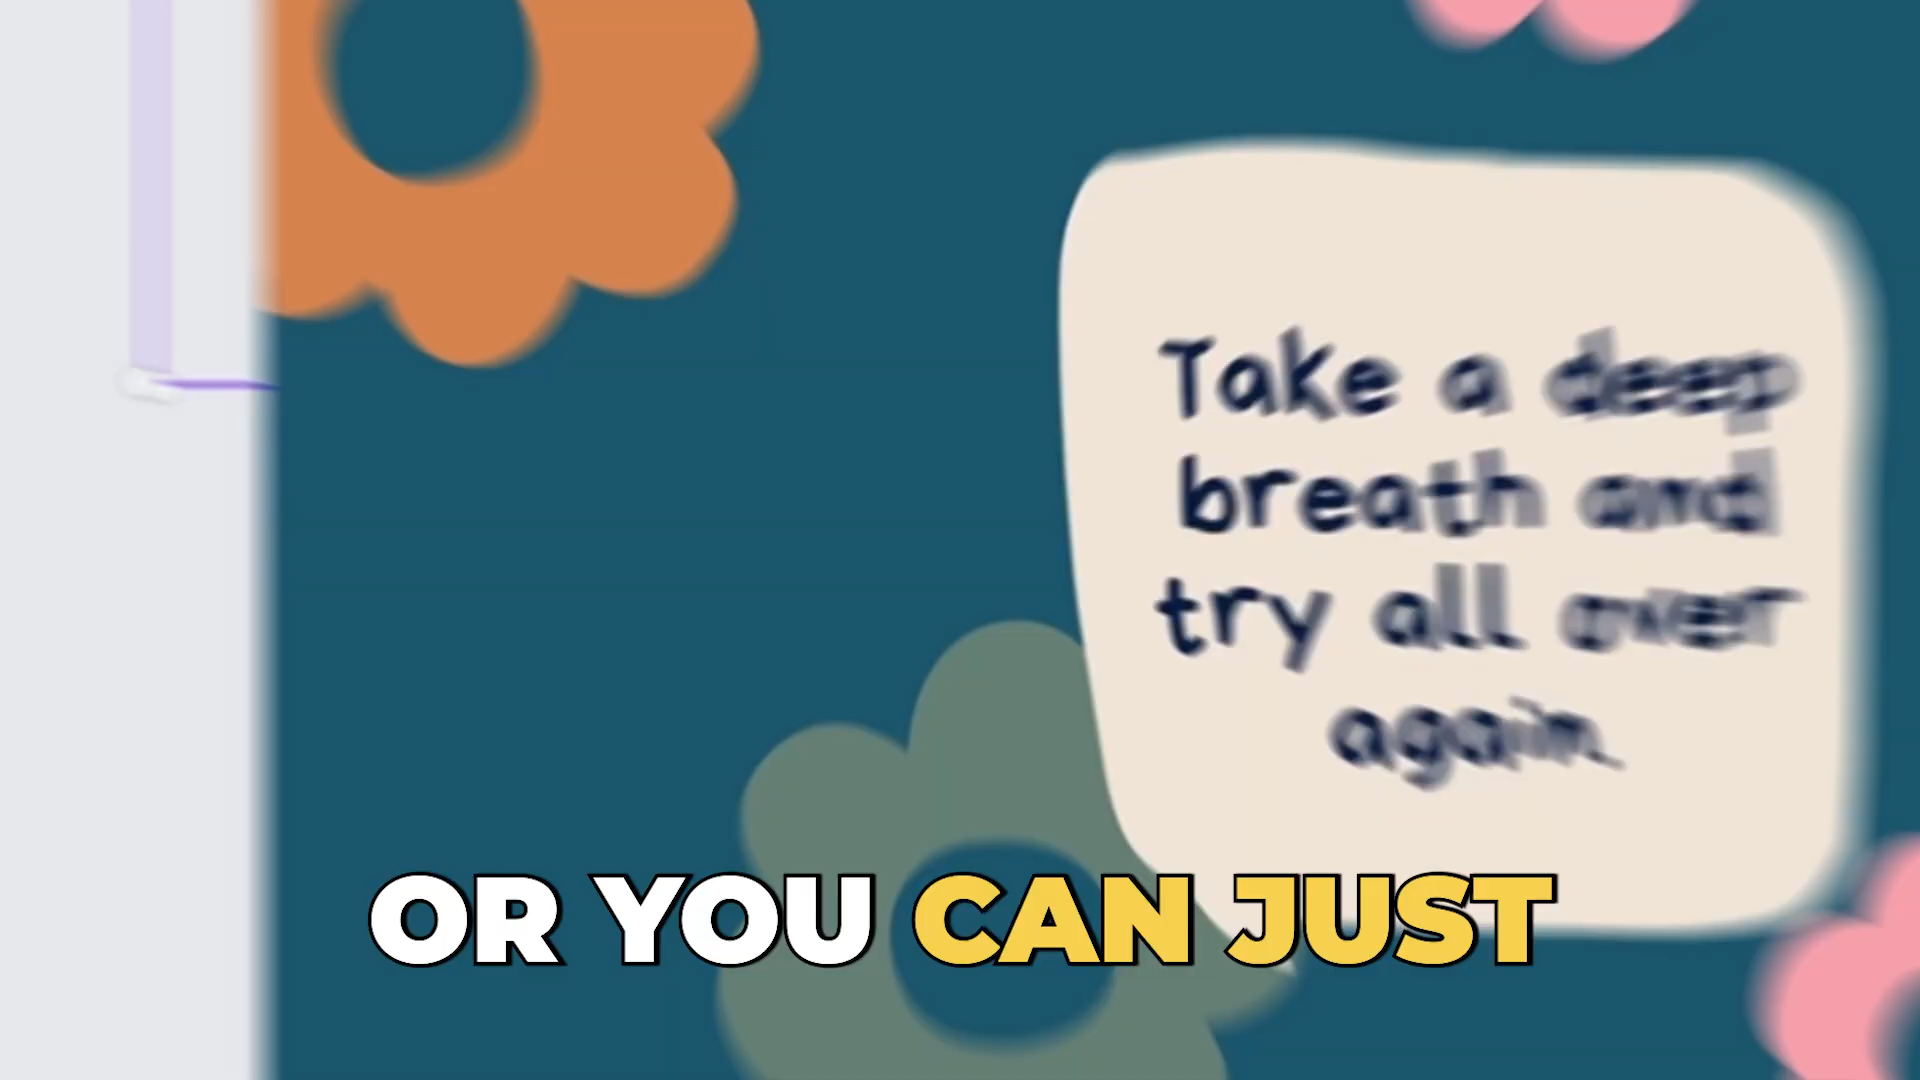 Take a deep
breath and
try all over
again.
OR YOU CAN JUST